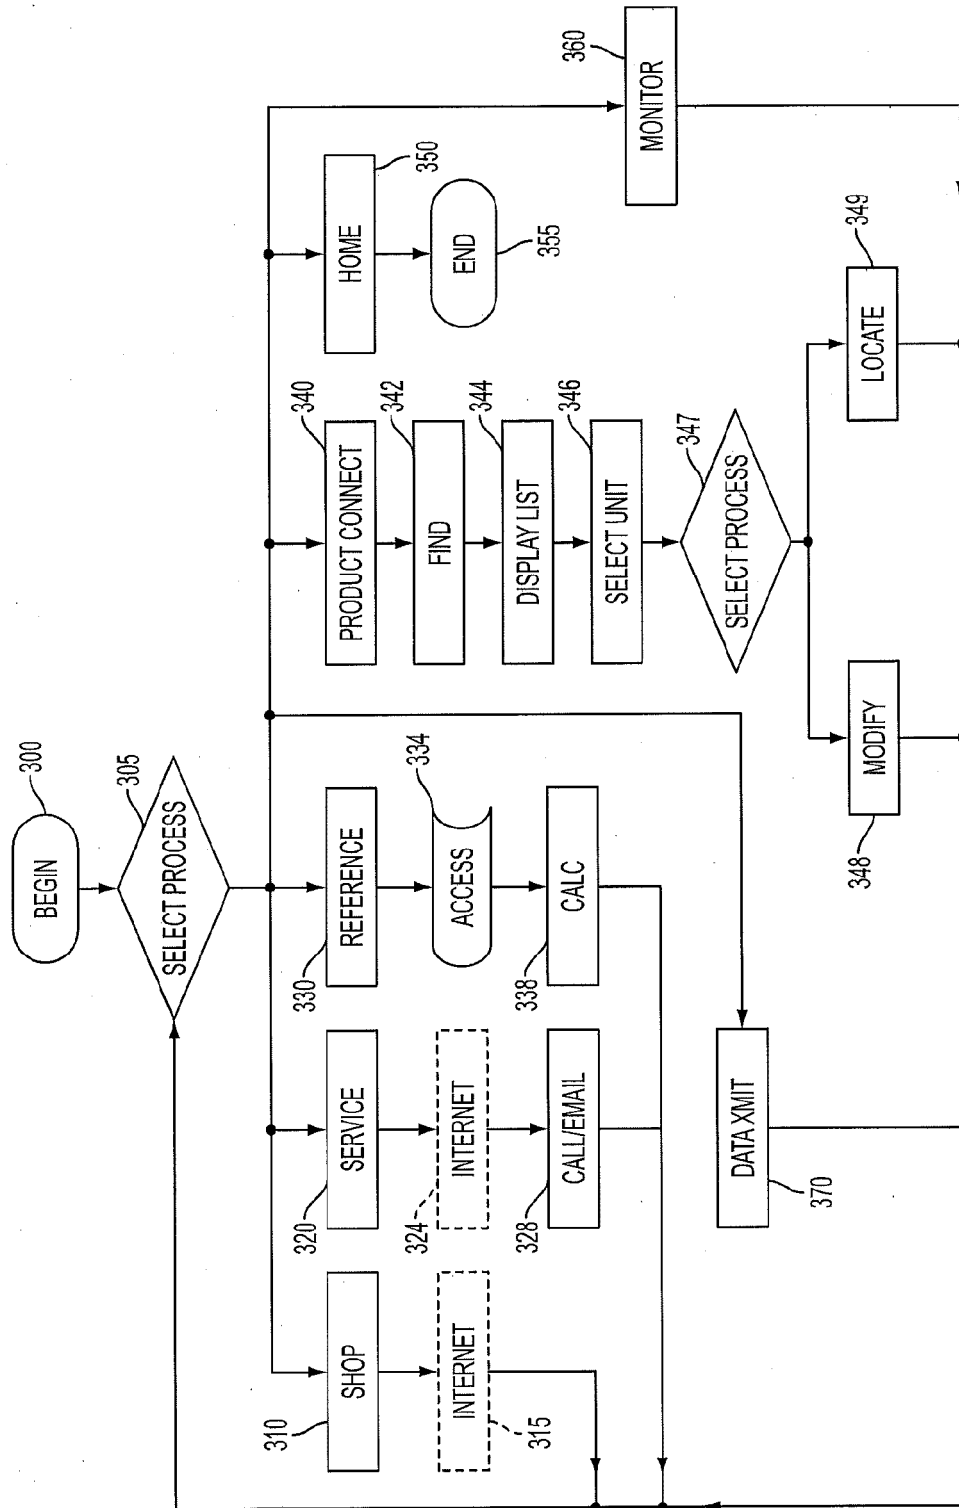 BEGIN
300
SELECT PROCESS
305
SHOP
310
INTERNET
315
SERVICE
320
INTERNET
324
CALL/EMAIL
328
REFERENCE
330
ACCESS
334
CALC
338
DATA XMIT
370
PRODUCT CONNECT
340
FIND
342
DISPLAY LIST
344
SELECT UNIT
346
SELECT PROCESS
347
MODIFY
348
LOCATE
349
HOME
350
END
355
MONITOR
360